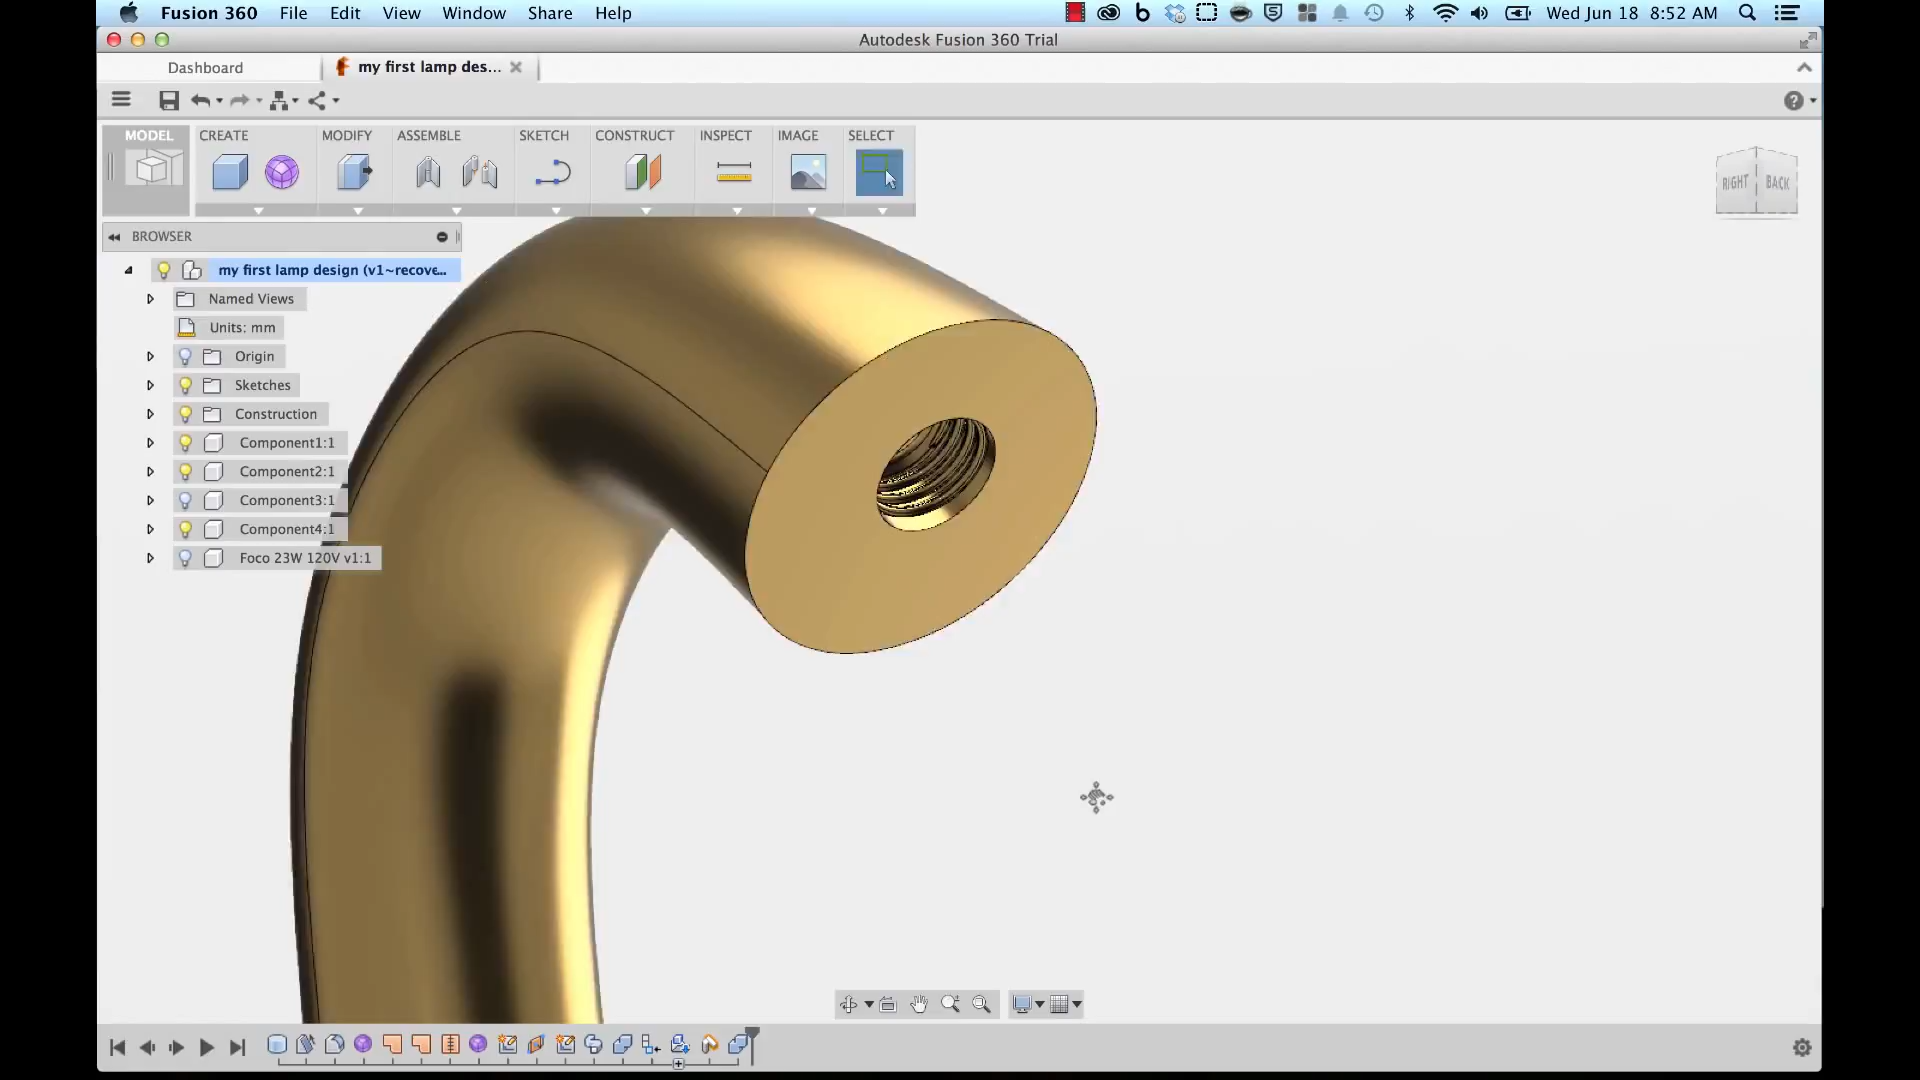 Fusion 360 File Edit View Window Share Help Wed Jun 18 8:52 AM
Autodesk Fusion 360 Trial
Dashboard my first lamp des...
MODEL CREATE MODIFY ASSEMBLE SKETCH CONSTRUCT INSPECT IMAGE SELECT
RIGHT BACK
BROWSER
my first lamp design (v1~recove...
Named Views
Units: mm
Origin
Sketches
Construction
Component1:1
Component2:1
Component3:1
Component4:1
Foco 23W 120V v1:1